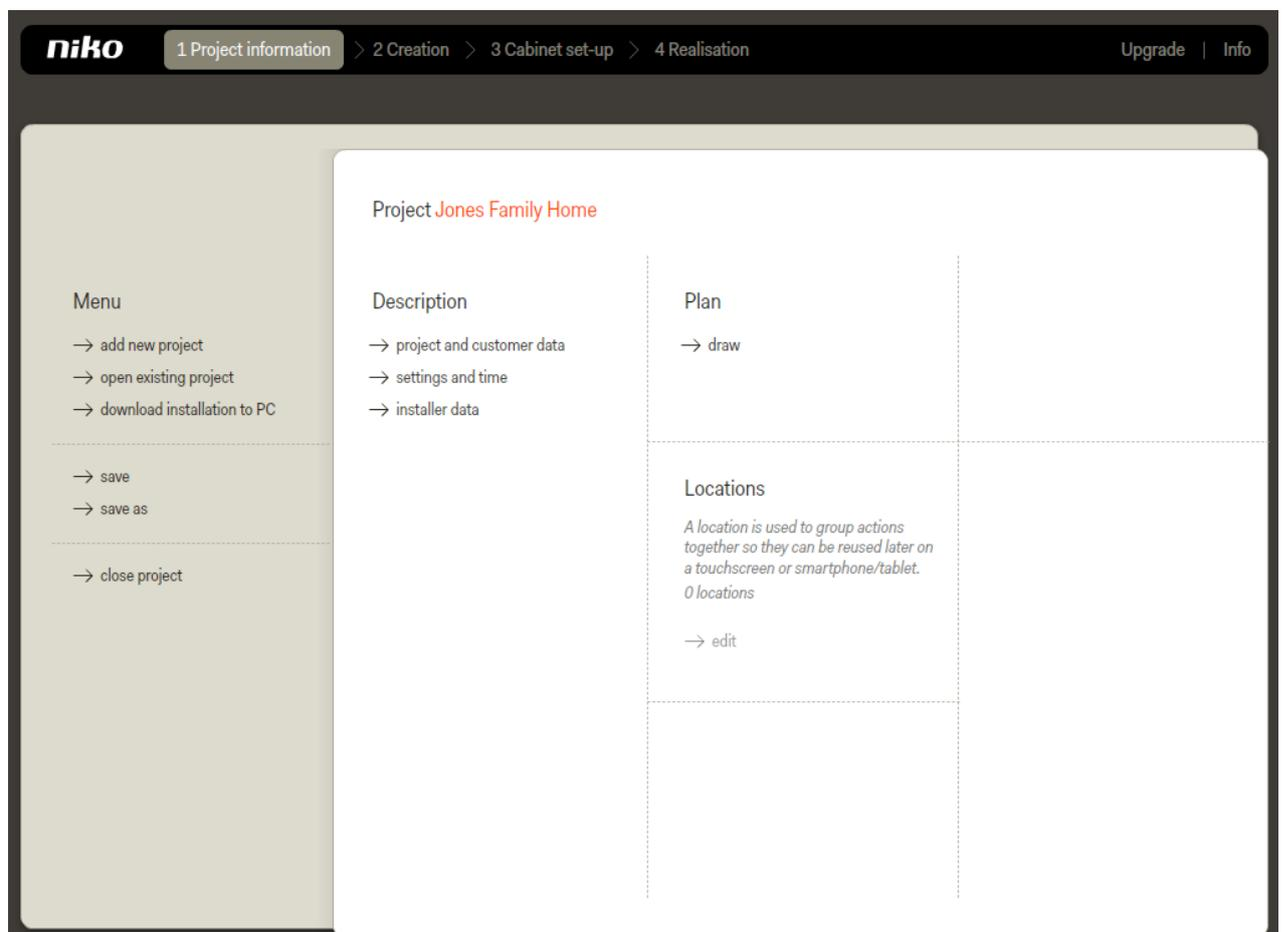 niko 1 Project information 2 Creation 3 Cabinet set-up 4 Realisation Upgrade | Info
Project Jones Family Home
Menu
→ add new project
→ open existing project
→ download installation to PC
→ save
→ save as
→ close project
Description
→ project and customer data
→ settings and time
→ installer data
Plan
→ draw
Locations
A location is used to group actions
together so they can be reused later on
a touchscreen or smartphone/tablet.
0 locations
→ edit